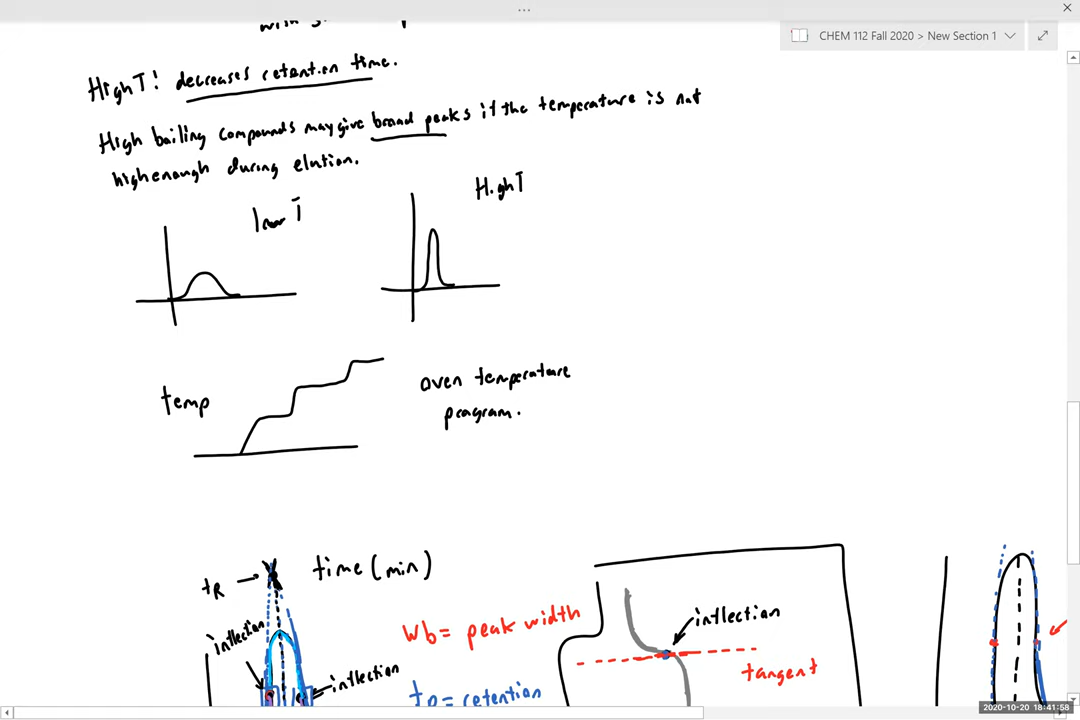 CHEM 112 Fall 2020 > New Section 1
High T: decreases retention time.
High boiling compounds may give broad peaks if the temperature is not
high enough during elution.
low T
High T
temp
oven temperature
program.
tR
time (min)
inflection
inflection
wb = peak width
tR = retention
inflection
tangent
2020-10-20 18:41:58